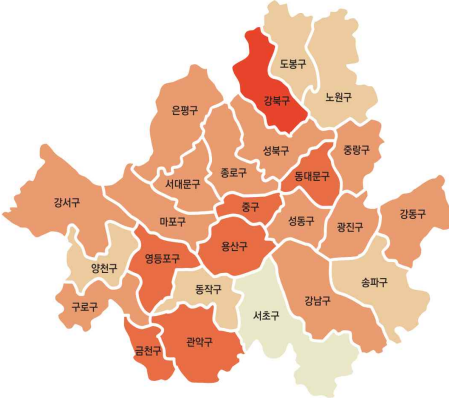 도봉구
노원구
강북구
은평구
성북구
중랑구
종로구
동대문구
서대문구
강서구
중구
강동구
마포구
성동구
광진구
용산구
영등포구
양천구
송파구
동작구
강남구
구로구
서초구
관악구
금천구